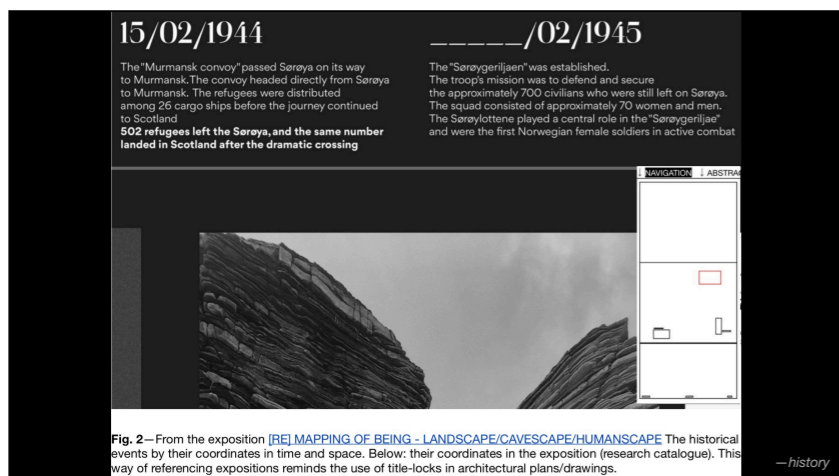 15/02/1944
The "Murmansk convoy" passed Sørøya on its way
to Murmansk.The convoy headed directly from Sørøya
to Murmansk. The refugees were distributed
among 26 cargo ships before the journey continued
to Scotland
502 refugees left the Sørøya, and the same number
landed in Scotland after the dramatic crossing
_____/02/1945
The "Sørøygeriljaen" was established.
The troop's mission was to defend and secure
the approximately 700 civilians who were still left on Sørøya.
The squad consisted of approximately 70 women and men.
The Sørøylottene played a central role in the "Sørøygeriljae"
and were the first Norwegian female soldiers in active combat
↓ NAVIGATION ↓ ABSTRA
Fig. 2—From the exposition [RE] MAPPING OF BEING - LANDSCAPE/CAVESCAPE/HUMANSCAPE The historical
events by their coordinates in time and space. Below: their coordinates in the exposition (research catalogue). This
way of referencing expositions reminds the use of title-locks in architectural plans/drawings.
—history